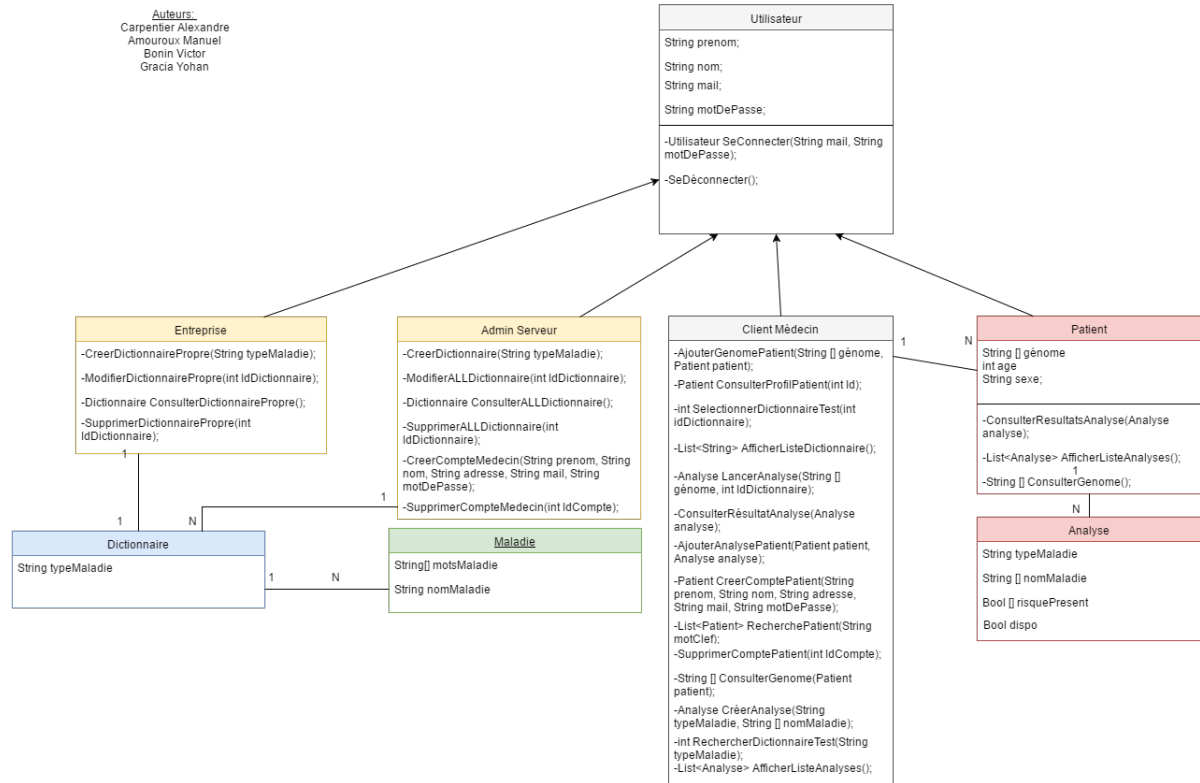 Auteurs:
Carpentier Alexandre
Amouroux Manuel
Bonin Victor
Gracia Yohan
Utilisateur
String prenom;
String nom;
String mail;
String motDePasse;
-Utilisateur SeConnecter(String mail, String
motDePasse);
-SeDéconnecter();
Entreprise
-CreerDictionnairePropre(String typeMaladie);
-ModifierDictionnairePropre(int IdDictionnaire);
-Dictionnaire ConsulterDictionnairePropre();
-SupprimerDictionnairePropre(int
IdDictionnaire);
1
1
Admin Serveur
-CreerDictionnaire(String typeMaladie);
-ModifierALLDictionnaire(int IdDictionnaire);
-Dictionnaire ConsulterALLDictionnaire();
-SupprimerALLDictionnaire(int
IdDictionnaire);
-CreerCompteMedecin(String prenom, String
nom, String adresse, String mail, String
motDePasse);
-SupprimerCompteMedecin(int IdCompte);
1
N
Dictionnaire
String typeMaladie
1
N
Maladie
String[] motsMaladie
String nomMaladie
Client Médecin
-AjouterGenomePatient(String [] génome,
Patient patient);
-Patient ConsulterProfilPatient(int Id);
-int SelectionnerDictionnaireTest(int
idDictionnaire);
-List<String> AfficherListeDictionnaire();
-Analyse LancerAnalyse(String []
génome, int IdDictionnaire);
-ConsulterRésultatAnalyse(Analyse
analyse);
-AjouterAnalysePatient(Patient patient,
Analyse analyse);
-Patient CreerComptePatient(String
prenom, String nom, String adresse,
String mail, String motDePasse);
-List<Patient> RecherchePatient(String
motClef);
-SupprimerComptePatient(int IdCompte);
-String [] ConsulterGenome(Patient
patient);
-Analyse CréerAnalyse(String
typeMaladie, String [] nomMaladie);
-int RechercherDictionnaireTest(String
typeMaladie);
-List<Analyse> AfficherListeAnalyses();
1
N
Patient
String [] génome
int age
String sexe;
-ConsulterResultatsAnalyse(Analyse
analyse);
-List<Analyse> AfficherListeAnalyses();
1
-String [] ConsulterGenome();
N
Analyse
String typeMaladie
String [] nomMaladie
Bool [] risquePresent
Bool dispo